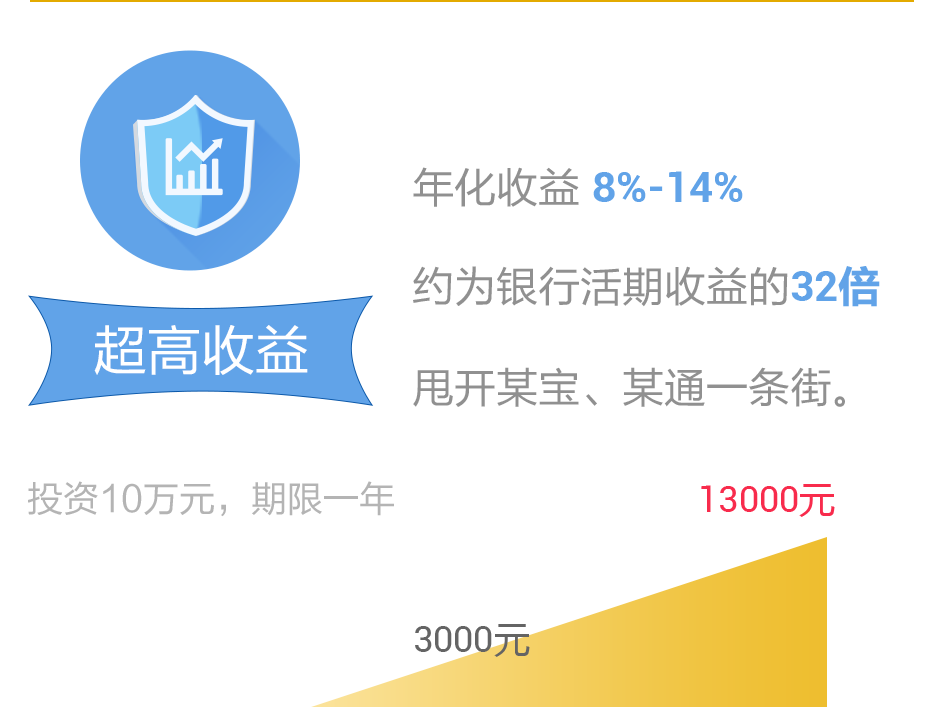 年化收益 8%-14%
约为银行活期收益的32倍
超高收益
甩开某宝、某通一条街。
投资10万元，期限一年
13000元
3000元